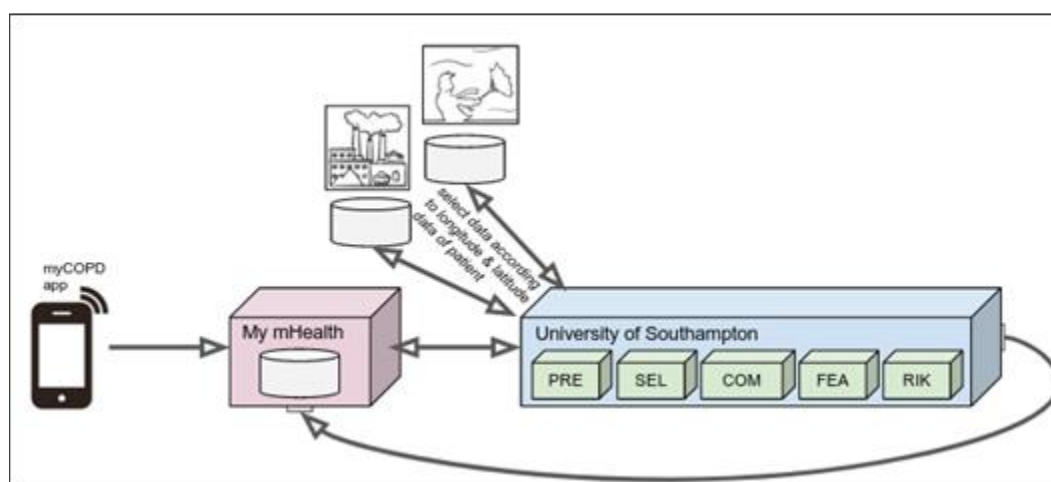 select data according
to longitude & latitude
data of patient
myCOPD
app
My mHealth
University of Southampton
PRE
SEL
COM
FEA
RIK